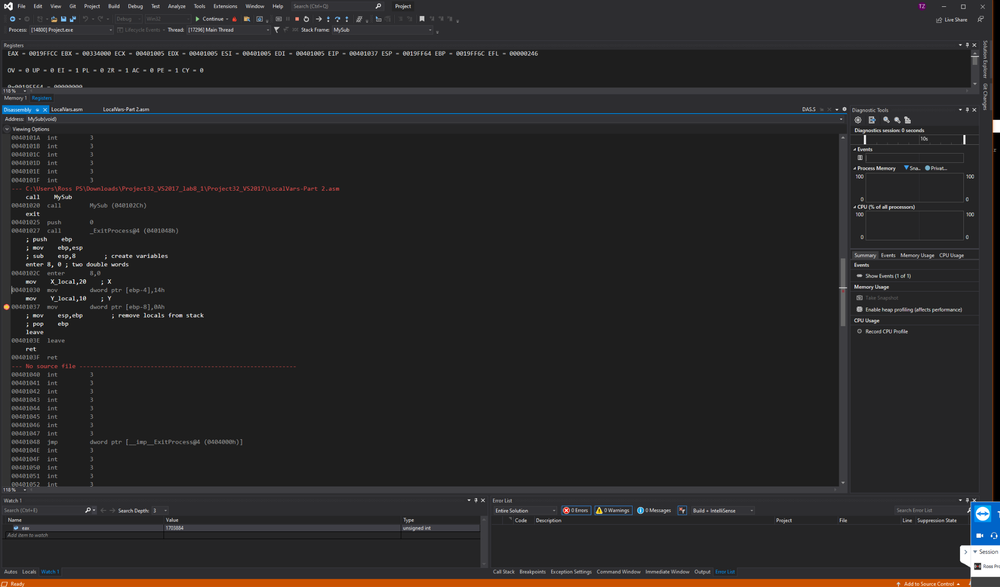 File Edit View Git Project Build Debug Test Analyze Tools Extensions Window Help Search (Ctrl+Q) Project TZ
Debug Win32 Continue Live Share
Process: [14800] Project.exe Lifecycle Events Thread: [17296] Main Thread Stack Frame: MySub
Registers
EAX = 0019FFCC EBX = 00334000 ECX = 00401005 EDX = 00401005 ESI = 00401005 EDI = 00401005 EIP = 00401037 ESP = 0019FF64 EBP = 0019FF6C EFL = 00000246
OV = 0 UP = 0 EI = 1 PL = 0 ZR = 1 AC = 0 PE = 1 CY = 0
0x0019FF64 = 00000000
118 %
Memory 1 Registers
Solution Explorer
Git Changes
Disassembly LocalVars.asm LocalVars-Part 2.asm DAS.S
Address: MySub(void)
Viewing Options
0040101A int 3
0040101B int 3
0040101C int 3
0040101D int 3
0040101E int 3
0040101F int 3
--- C:\Users\Ross PS\Downloads\Project32_VS2017_lab8_1\Project32_VS2017\LocalVars-Part 2.asm
call MySub
00401020 call MySub (040102Ch)
exit
00401025 push 0
00401027 call _ExitProcess@4 (0401048h)
; push ebp
; mov ebp,esp
; sub esp,8 ; create variables
enter 8, 0 ; two double words
0040102C enter 8,0
mov X_local,20 ; X
00401030 mov dword ptr [ebp-4],14h
mov Y_local,10 ; Y
00401037 mov dword ptr [ebp-8],0Ah
; mov esp,ebp ; remove locals from stack
; pop ebp
leave
0040103E leave
ret
0040103F ret
--- No source file -------------------------------------------------------------
00401040 int 3
00401041 int 3
00401042 int 3
00401043 int 3
00401044 int 3
00401045 int 3
00401046 int 3
00401047 int 3
00401048 jmp dword ptr [__imp__ExitProcess@4 (0404000h)]
0040104E int 3
0040104F int 3
00401050 int 3
00401051 int 3
00401052 int 3
118 %
Diagnostic Tools
Diagnostics session: 0 seconds
10s
Events
Process Memory Sna.. Privat...
100 100
0 0
CPU (% of all processors)
100 100
0 0
Summary Events Memory Usage CPU Usage
Events
Show Events (1 of 1)
Memory Usage
Take Snapshot
Enable heap profiling (affects performance)
CPU Usage
Record CPU Profile
Watch 1
Search (Ctrl+E) Search Depth: 3
Name Value Type
eax 1703884 unsigned int
Add item to watch
Autos Locals Watch 1
Error List
Entire Solution 0 Errors 0 Warnings 0 Messages Build + IntelliSense Search Error List
Code Description Project File Line Suppression State
Call Stack Breakpoints Exception Settings Command Window Immediate Window Output Error List
Session
Ross Pro
Ready Add to Source Control